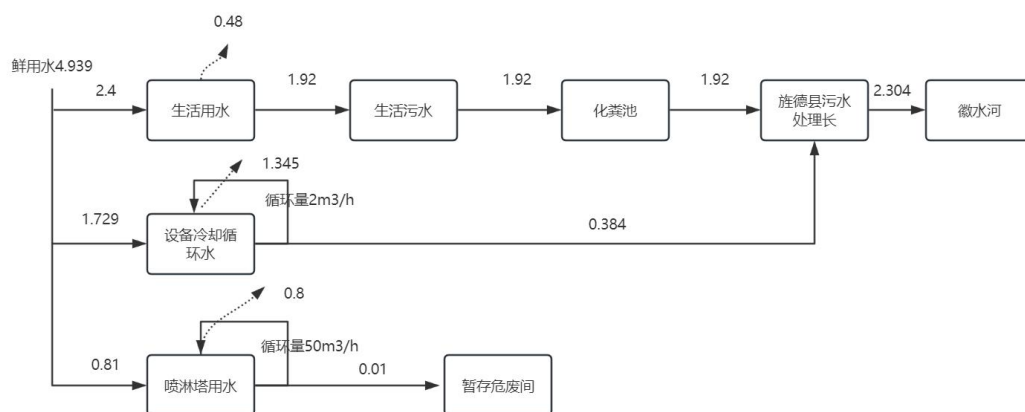 0.48
鲜用水4.939
2.4
生活用水
1.92
生活污水
1.92
化粪池
1.92
旌德县污水
处理长
2.304
徽水河
1.345
循环量2m3/h
1.729
设备冷却循
环水
0.384
0.8
循环量50m3/h
0.81
喷淋塔用水
0.01
暂存危废间